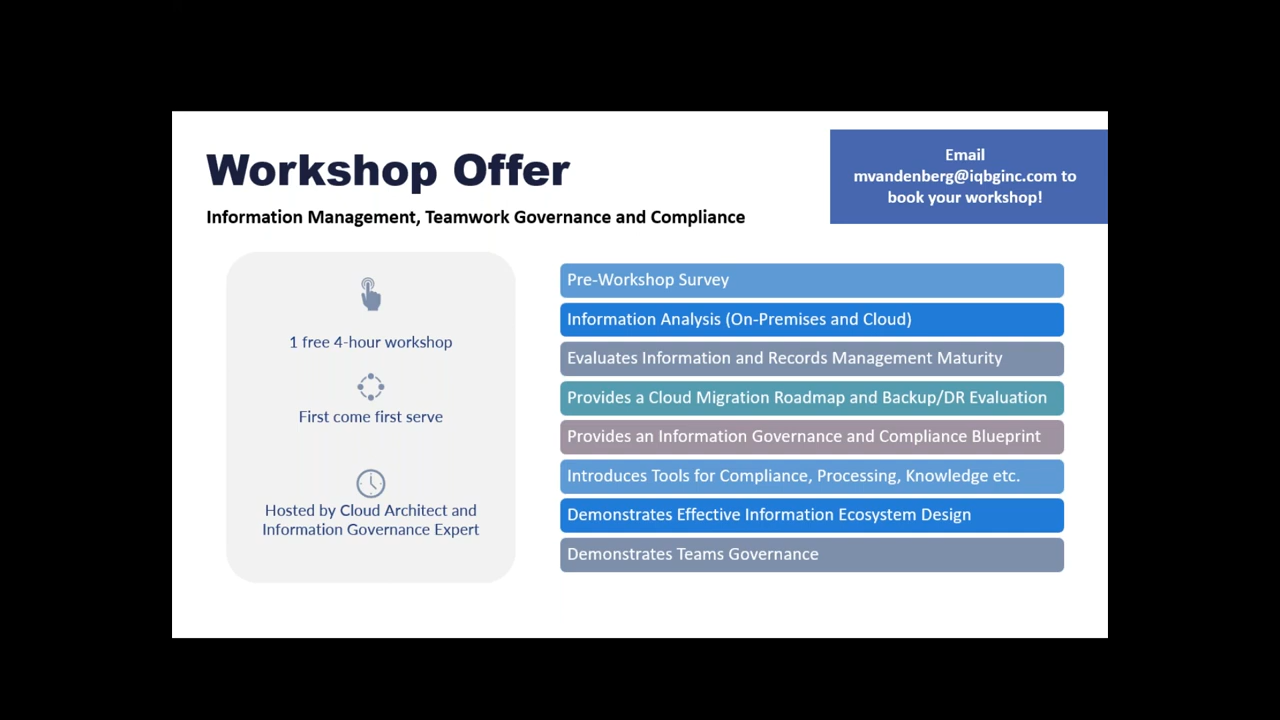 Workshop Offer
Information Management, Teamwork Governance and Compliance
Email
mvandenberg@iqbginc.com to
book your workshop!
1 free 4-hour workshop
First come first serve
Hosted by Cloud Architect and
Information Governance Expert
Pre-Workshop Survey
Information Analysis (On-Premises and Cloud)
Evaluates Information and Records Management Maturity
Provides a Cloud Migration Roadmap and Backup/DR Evaluation
Provides an Information Governance and Compliance Blueprint
Introduces Tools for Compliance, Processing, Knowledge etc.
Demonstrates Effective Information Ecosystem Design
Demonstrates Teams Governance